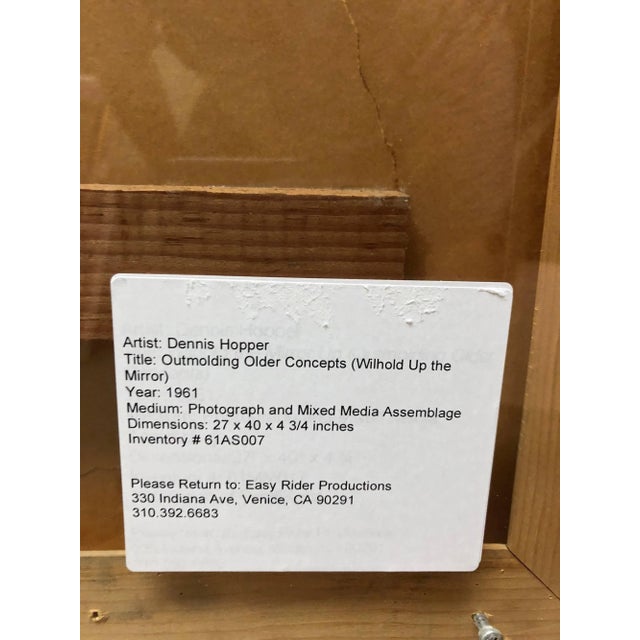 Artist: Dennis Hopper
Title: Outmolding Older Concepts (Wilhold Up the
Mirror)
Year: 1961
Medium: Photograph and Mixed Media Assemblage
Dimensions: 27 x 40 x 4 3/4 inches
Inventory # 61AS007
Please Return to: Easy Rider Productions
330 Indiana Ave, Venice, CA 90291
310.392.6683